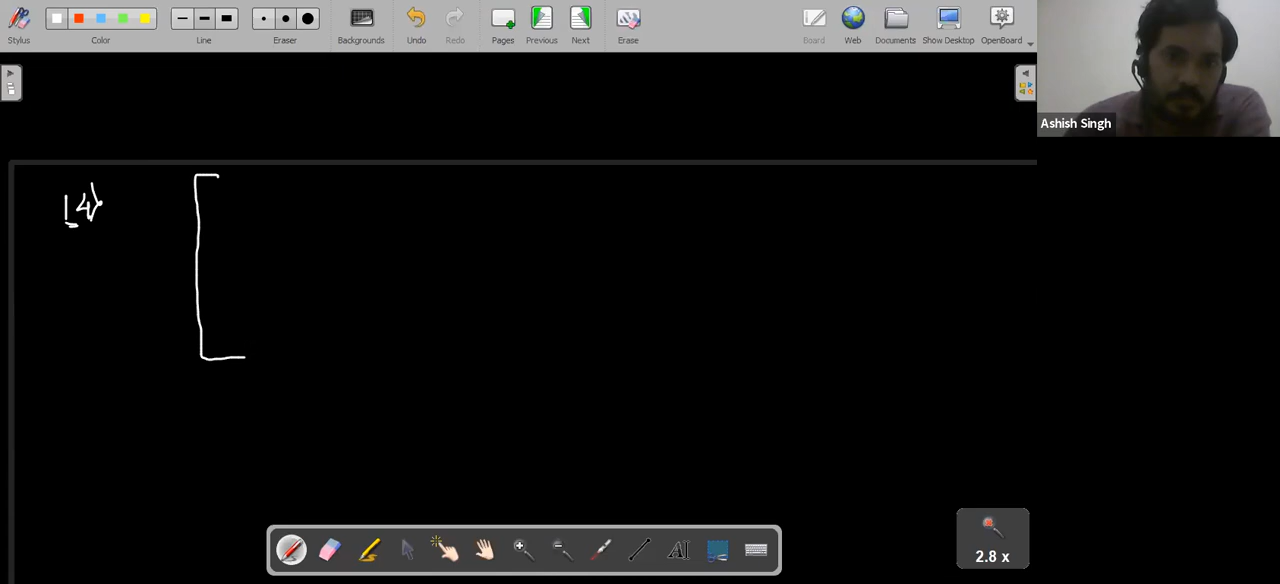 Stylus Color Line Eraser Backgrounds Undo Redo Pages Previous Next Erase Board Web Documents Show Desktop OpenBoard
Ashish Singh
14)
2.8 x